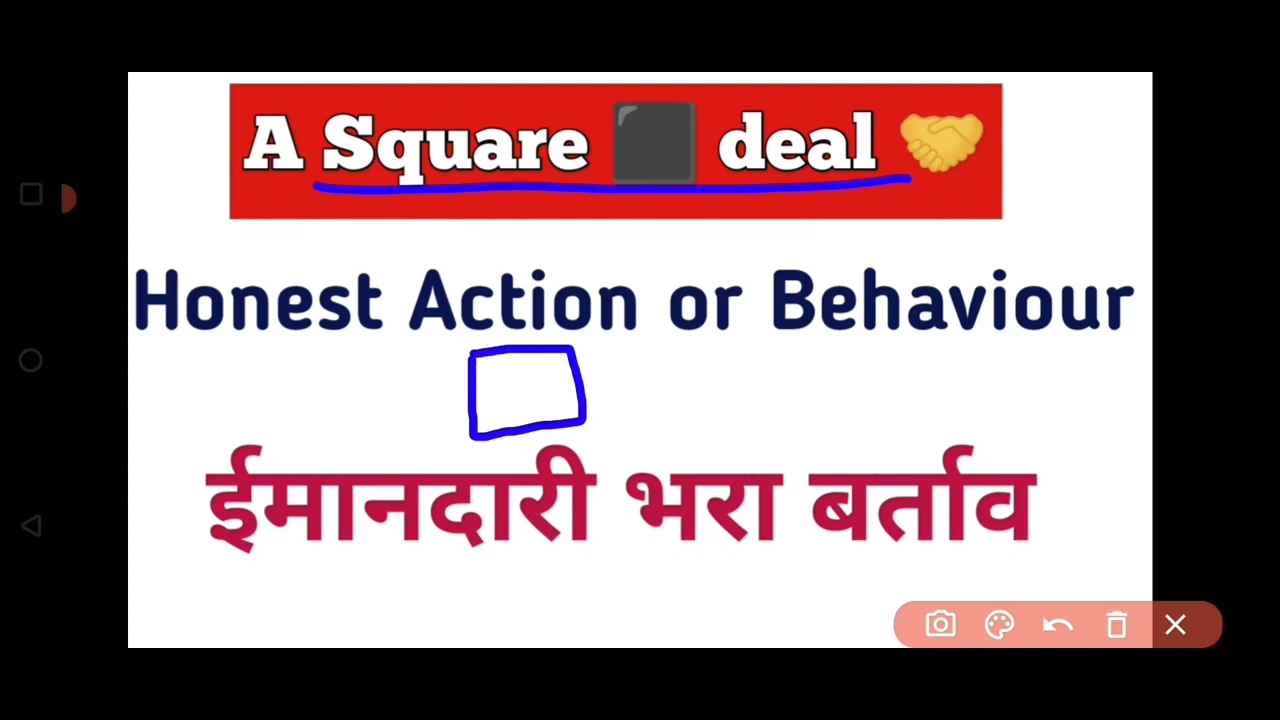 A Square ⬛ deal 🤝
Honest Action or Behaviour
ईमानदारी भरा बर्ताव